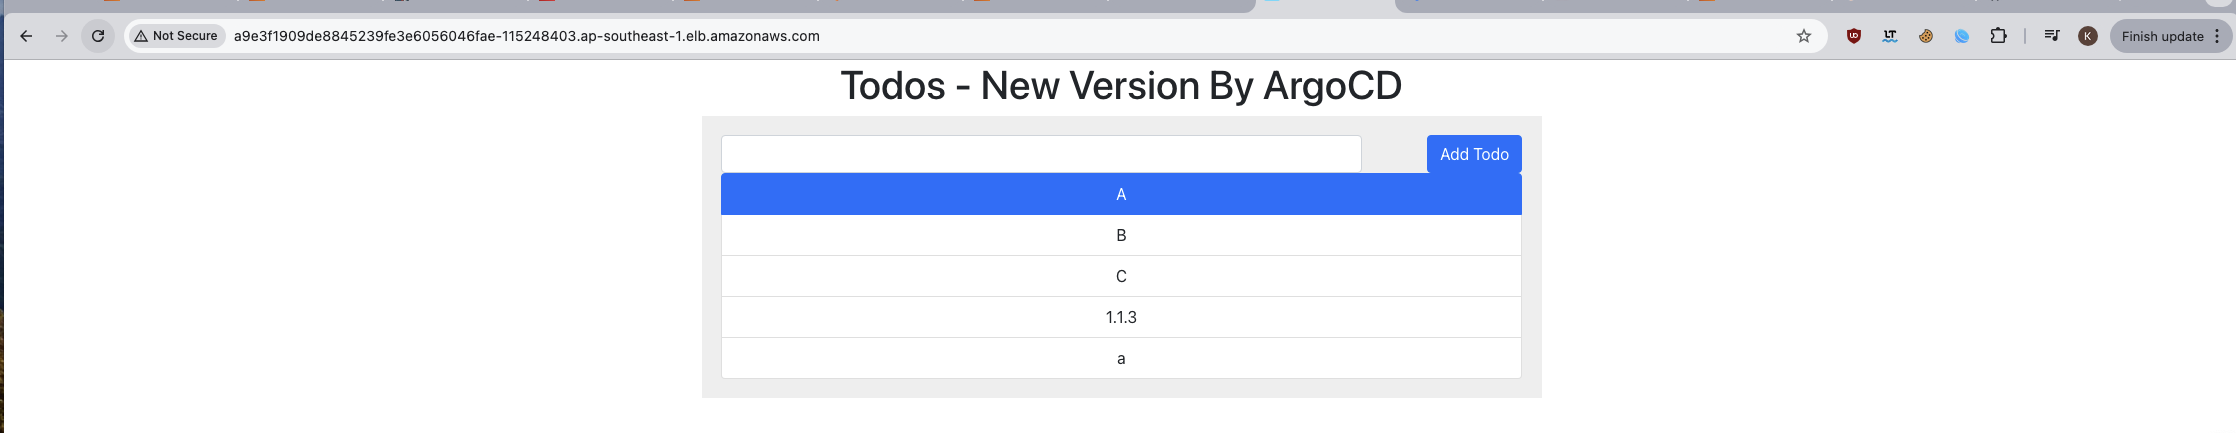 Not Secure a9e3f1909de8845239fe3e6056046fae-115248403.ap-southeast-1.elb.amazonaws.com LT K Finish update
Todos - New Version By ArgoCD
Add Todo
A
B
C
1.1.3
a